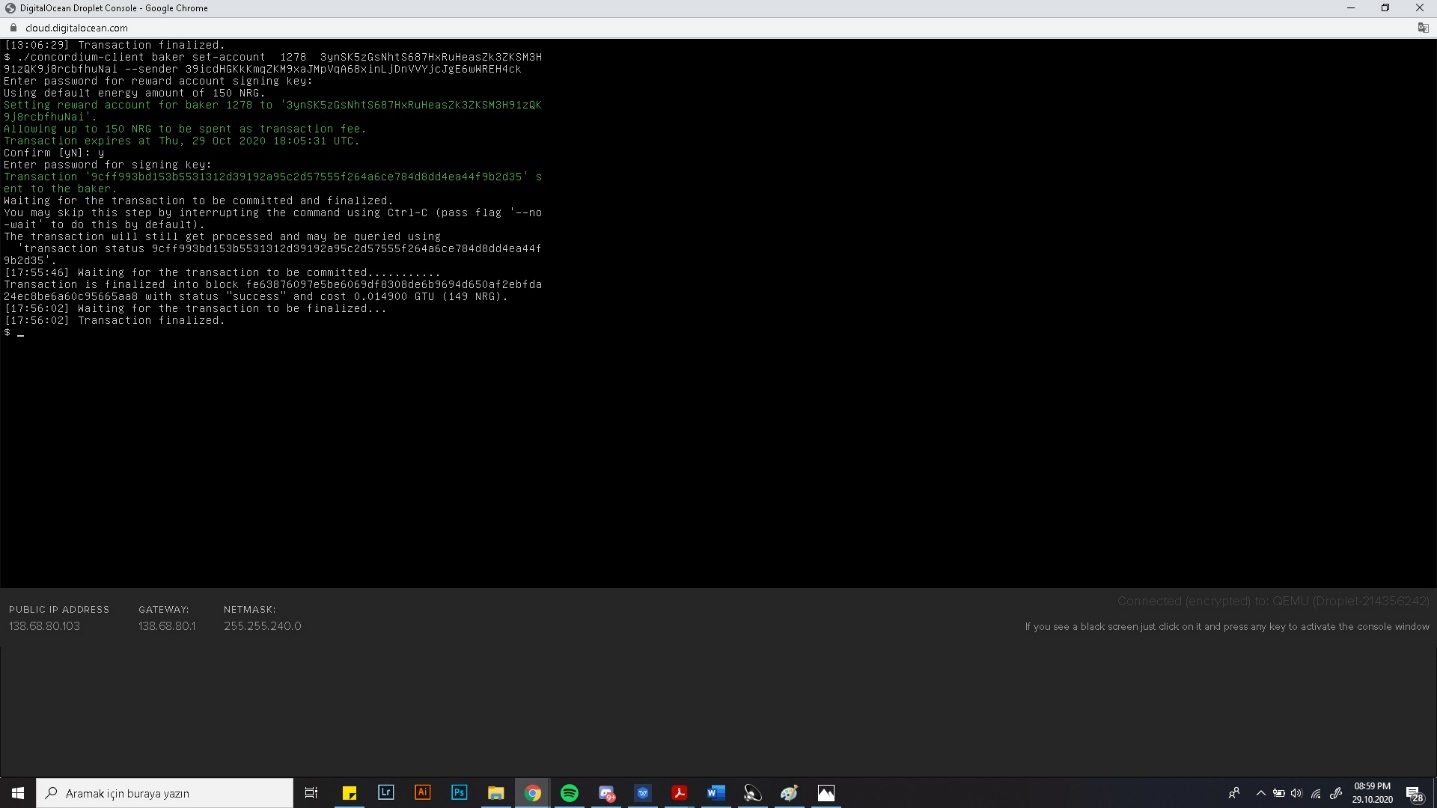 DigitalOcean Droplet Console - Google Chrome
cloud.digitalocean.com
[13:06:29] Transaction finalized.
$ ./concordium-client baker set-account  1278  3ynSK5zGsNhtS687HxRuHeasZk3ZKSM3H
91zQK9j8rcbfhuNai --sender 39icdHGKkKmqZKM9xaJMpVqA68xinLjDnVVYjcJgE6wWREH4ck
Enter password for reward account signing key:
Using default energy amount of 150 NRG.
Setting reward account for baker 1278 to '3ynSK5zGsNhtS687HxRuHeasZk3ZKSM3H91zQK
9j8rcbfhuNai'.
Allowing up to 150 NRG to be spent as transaction fee.
Transaction expires at Thu, 29 Oct 2020 18:05:31 UTC.
Confirm [yN]: y
Enter password for signing key:
Transaction '9cff993bd153b5531312d39192a95c2d57555f264a6ce784d8dd4ea44f9b2d35' s
ent to the baker.
Waiting for the transaction to be committed and finalized.
You may skip this step by interrupting the command using Ctrl-C (pass flag '--no
-wait' to do this by default).
The transaction will still get processed and may be queried using
'transaction status 9cff993bd153b5531312d39192a95c2d57555f264a6ce784d8dd4ea44f
9b2d35'.
[17:55:46] Waiting for the transaction to be committed...........
Transaction is finalized into block fe63876097e5be6069df8308de6b9694d650af2ebfda
24ec8be6a60c95665aa8 with status "success" and cost 0.014900 GTU (149 NRG).
[17:56:02] Waiting for the transaction to be finalized...
[17:56:02] Transaction finalized.
$ _
Connected (encrypted) to: QEMU (Droplet-214356242)
PUBLIC IP ADDRESS GATEWAY: NETMASK:
138.68.80.103 138.68.80.1 255.255.240.0
If you see a black screen just click on it and press any key to activate the console window
Aramak için buraya yazın
Lr Ai Ps
08:59 PM
29.10.2020
28